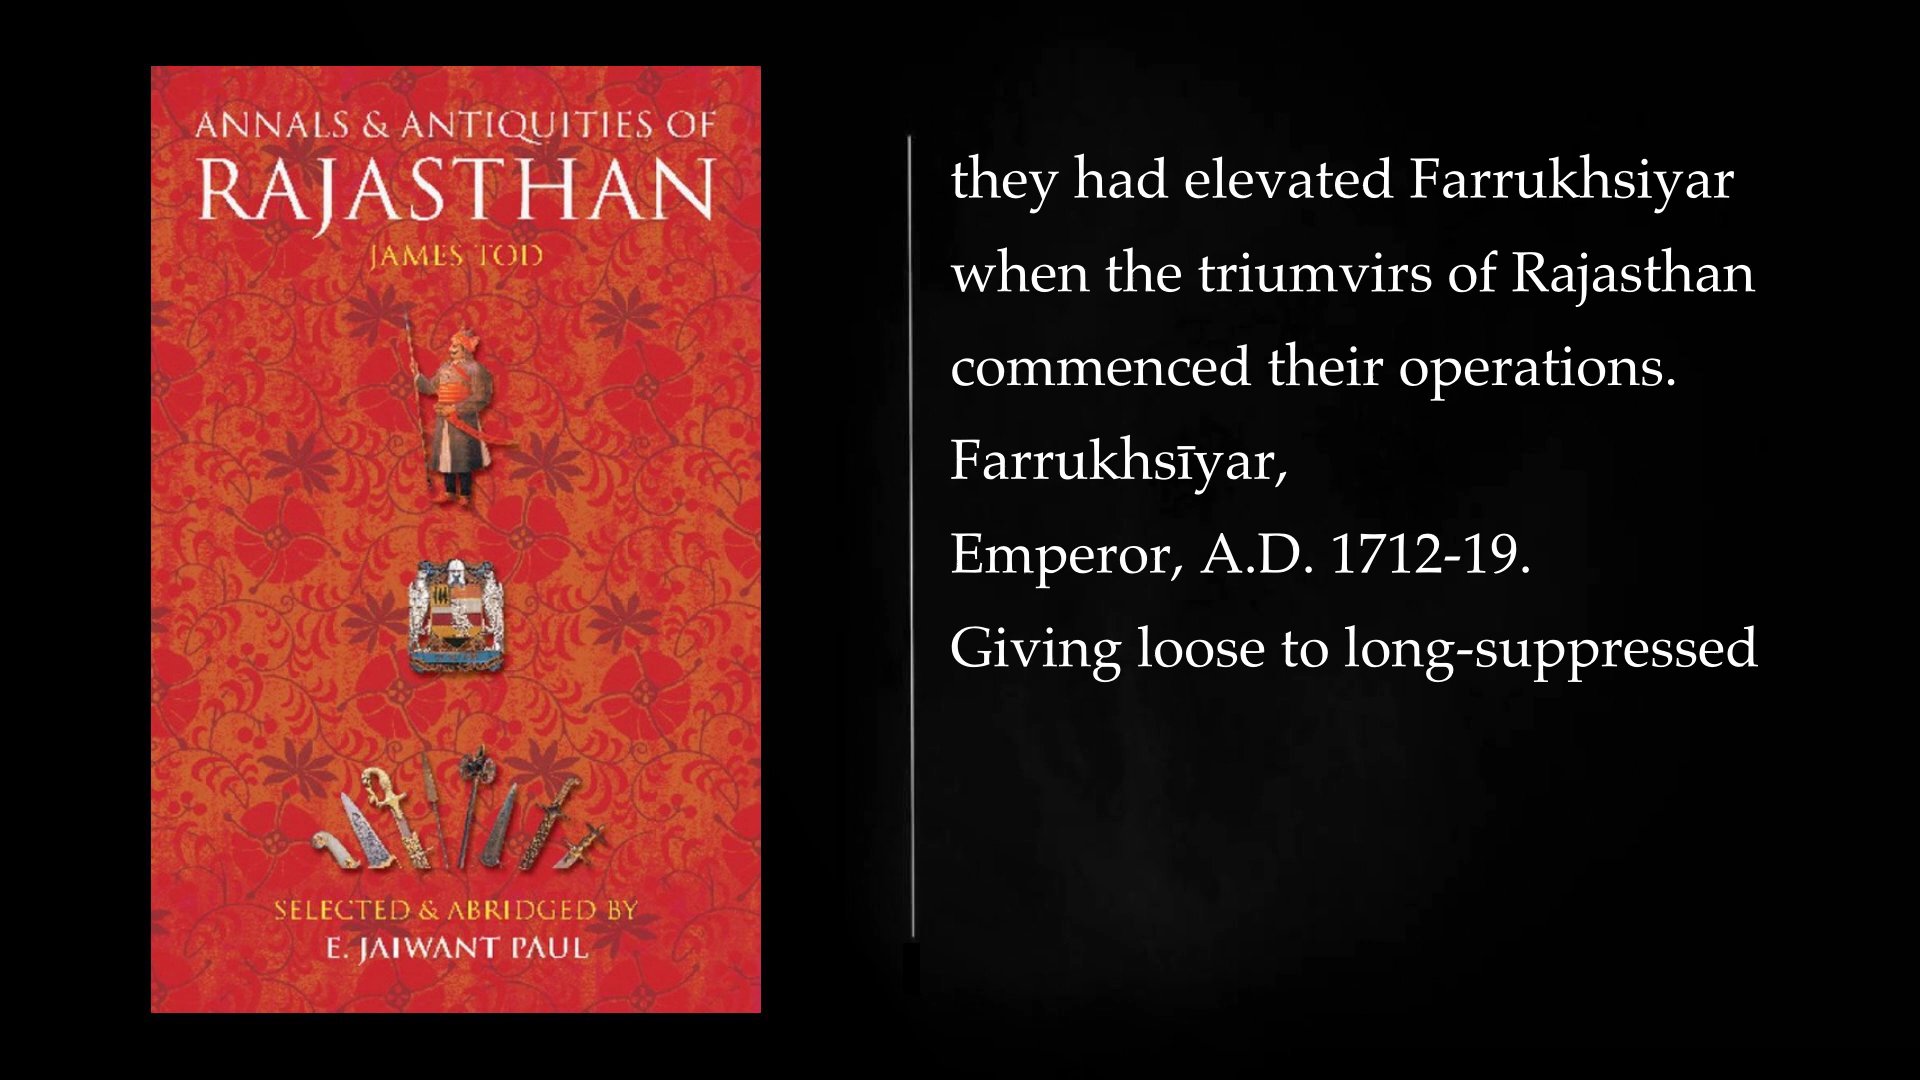 ANNALS & ANTIQUITIES OF
RAJASTHAN
JAMES TOD
SELECTED & ABRIDGED BY
E. JAIWANT PAUL
they had elevated Farrukhsiyar
when the triumvirs of Rajasthan
commenced their operations.
Farrukhsīyar,
Emperor, A.D. 1712-19.
Giving loose to long-suppressed